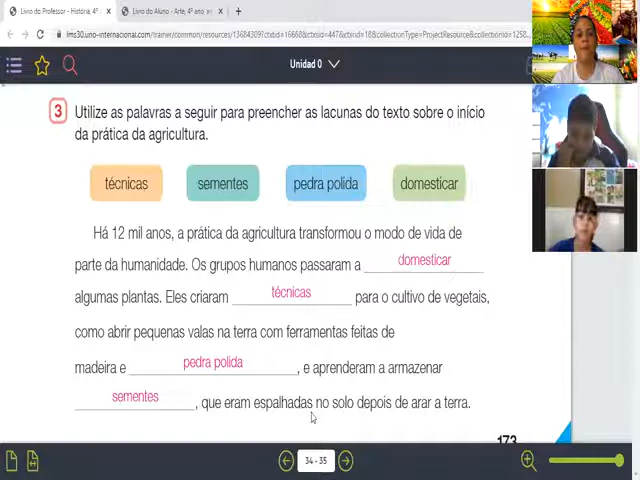 Livro do Professor - História, 4º
Livro do Aluno - Arte, 4º ano
Unidad 0
3 Utilize as palavras a seguir para preencher as lacunas do texto sobre o início
da prática da agricultura.
técnicas sementes pedra polida domesticar
Há 12 mil anos, a prática da agricultura transformou o modo de vida de
parte da humanidade. Os grupos humanos passaram a domesticar
algumas plantas. Eles criaram técnicas para o cultivo de vegetais,
como abrir pequenas valas na terra com ferramentas feitas de
madeira e pedra polida, e aprenderam a armazenar
sementes, que eram espalhadas no solo depois de arar a terra.
173
34 - 35